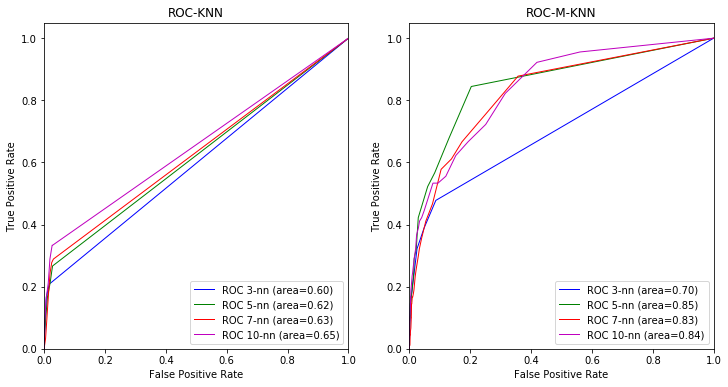 ROC-KNN
True Positive Rate
1.0
0.8
0.6
0.4
0.2
0.0
ROC 3-nn (area=0.60)
ROC 5-nn (area=0.62)
ROC 7-nn (area=0.63)
ROC 10-nn (area=0.65)
0.0 0.2 0.4 0.6 0.8 1.0
False Positive Rate
ROC-M-KNN
True Positive Rate
1.0
0.8
0.6
0.4
0.2
0.0
ROC 3-nn (area=0.70)
ROC 5-nn (area=0.85)
ROC 7-nn (area=0.83)
ROC 10-nn (area=0.84)
0.0 0.2 0.4 0.6 0.8 1.0
False Positive Rate